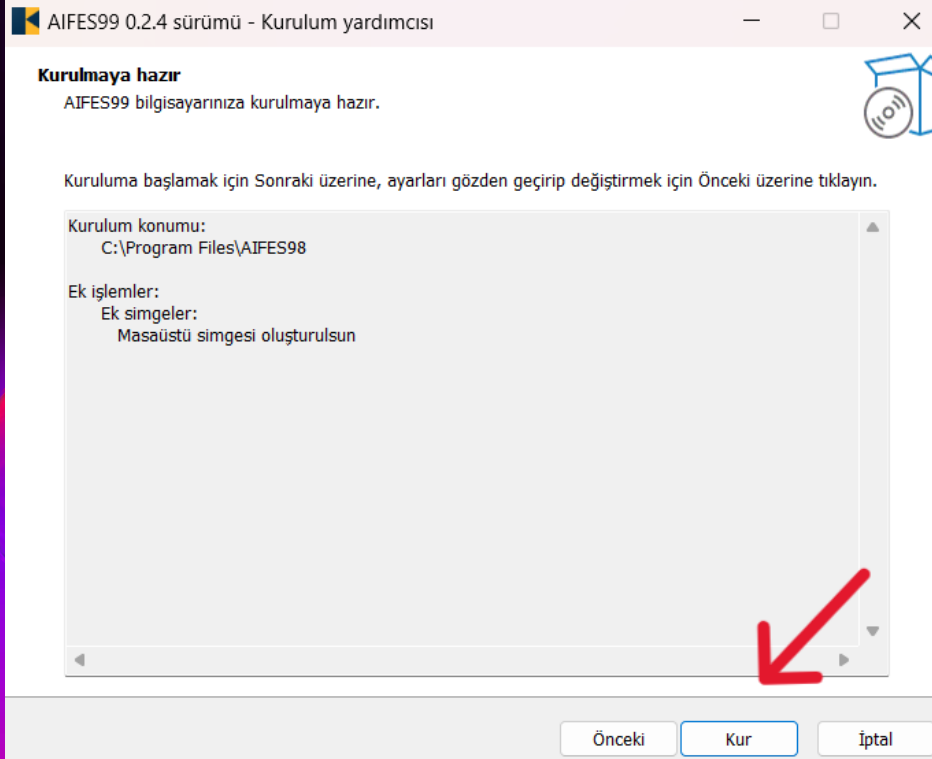 AIFES99 0.2.4 sürümü - Kurulum yardımcısı
Kurulmaya hazır
AIFES99 bilgisayarınıza kurulmaya hazır.
Kuruluma başlamak için Sonraki üzerine, ayarları gözden geçirip değiştirmek için Önceki üzerine tıklayın.
Kurulum konumu:
C:\Program Files\AIFES98
Ek işlemler:
Ek simgeler:
Masaüstü simgesi oluşturulsun
Önceki Kur İptal